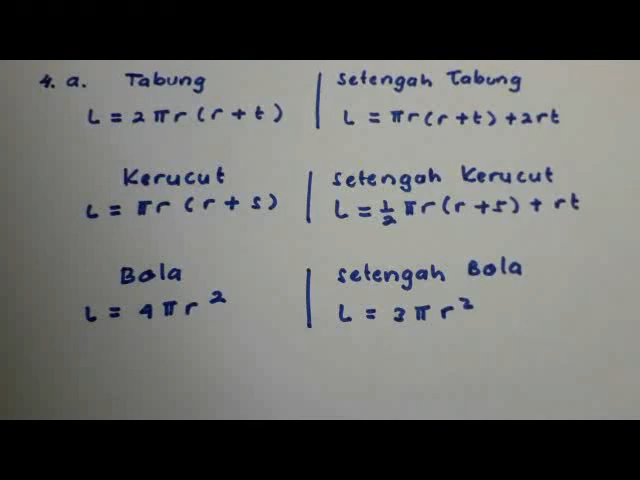 4. a. Tabung | Setengah Tabung
L = 2πr (r + t) | L = πr(r + t) + 2rt
Kerucut | Setengah Kerucut
L = πr (r + s) | L = ½ πr (r + s) + rt
Bola | Setengah Bola
L = 4πr² | L = 3πr²